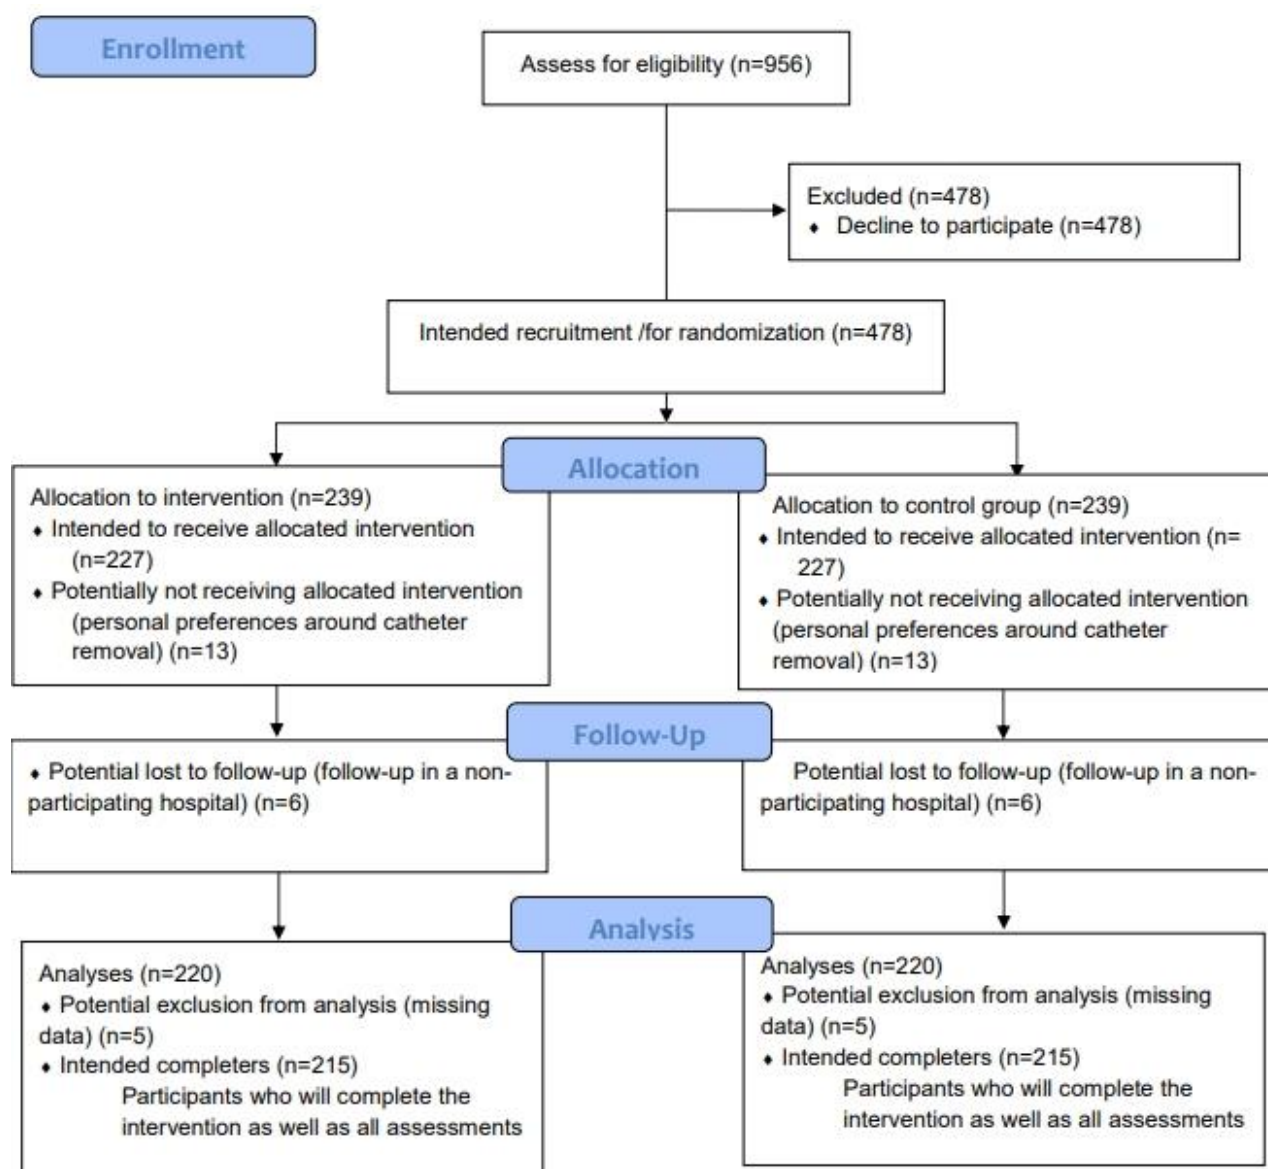 Enrollment
Assess for eligibility (n=956)
Excluded (n=478)
♦ Decline to participate (n=478)
Intended recruitment /for randomization (n=478)
Allocation
Allocation to intervention (n=239)
♦ Intended to receive allocated intervention
(n=227)
♦ Potentially not receiving allocated intervention
(personal preferences around catheter
removal) (n=13)
Allocation to control group (n=239)
♦ Intended to receive allocated intervention (n=
227)
♦ Potentially not receiving allocated intervention
(personal preferences around catheter
removal) (n=13)
Follow-Up
♦ Potential lost to follow-up (follow-up in a non-
participating hospital) (n=6)
Potential lost to follow-up (follow-up in a non-
participating hospital) (n=6)
Analysis
Analyses (n=220)
♦ Potential exclusion from analysis (missing
data) (n=5)
♦ Intended completers (n=215)
Participants who will complete the
intervention as well as all assessments
Analyses (n=220)
♦ Potential exclusion from analysis (missing
data) (n=5)
♦ Intended completers (n=215)
Participants who will complete the
intervention as well as all assessments